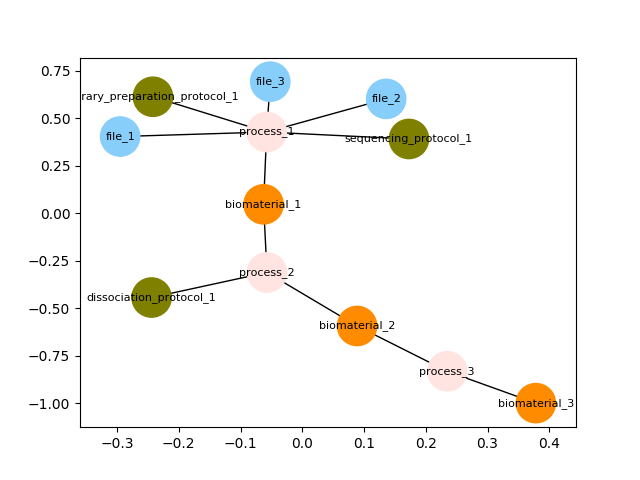 0.75
0.50
0.25
0.00
−0.25
−0.50
−0.75
−1.00
file_3
rary_preparation_protocol_1
file_2
process_1
file_1
sequencing_protocol_1
biomaterial_1
process_2
dissociation_protocol_1
biomaterial_2
process_3
biomaterial_3
−0.3
−0.2
−0.1
0.0
0.1
0.2
0.3
0.4